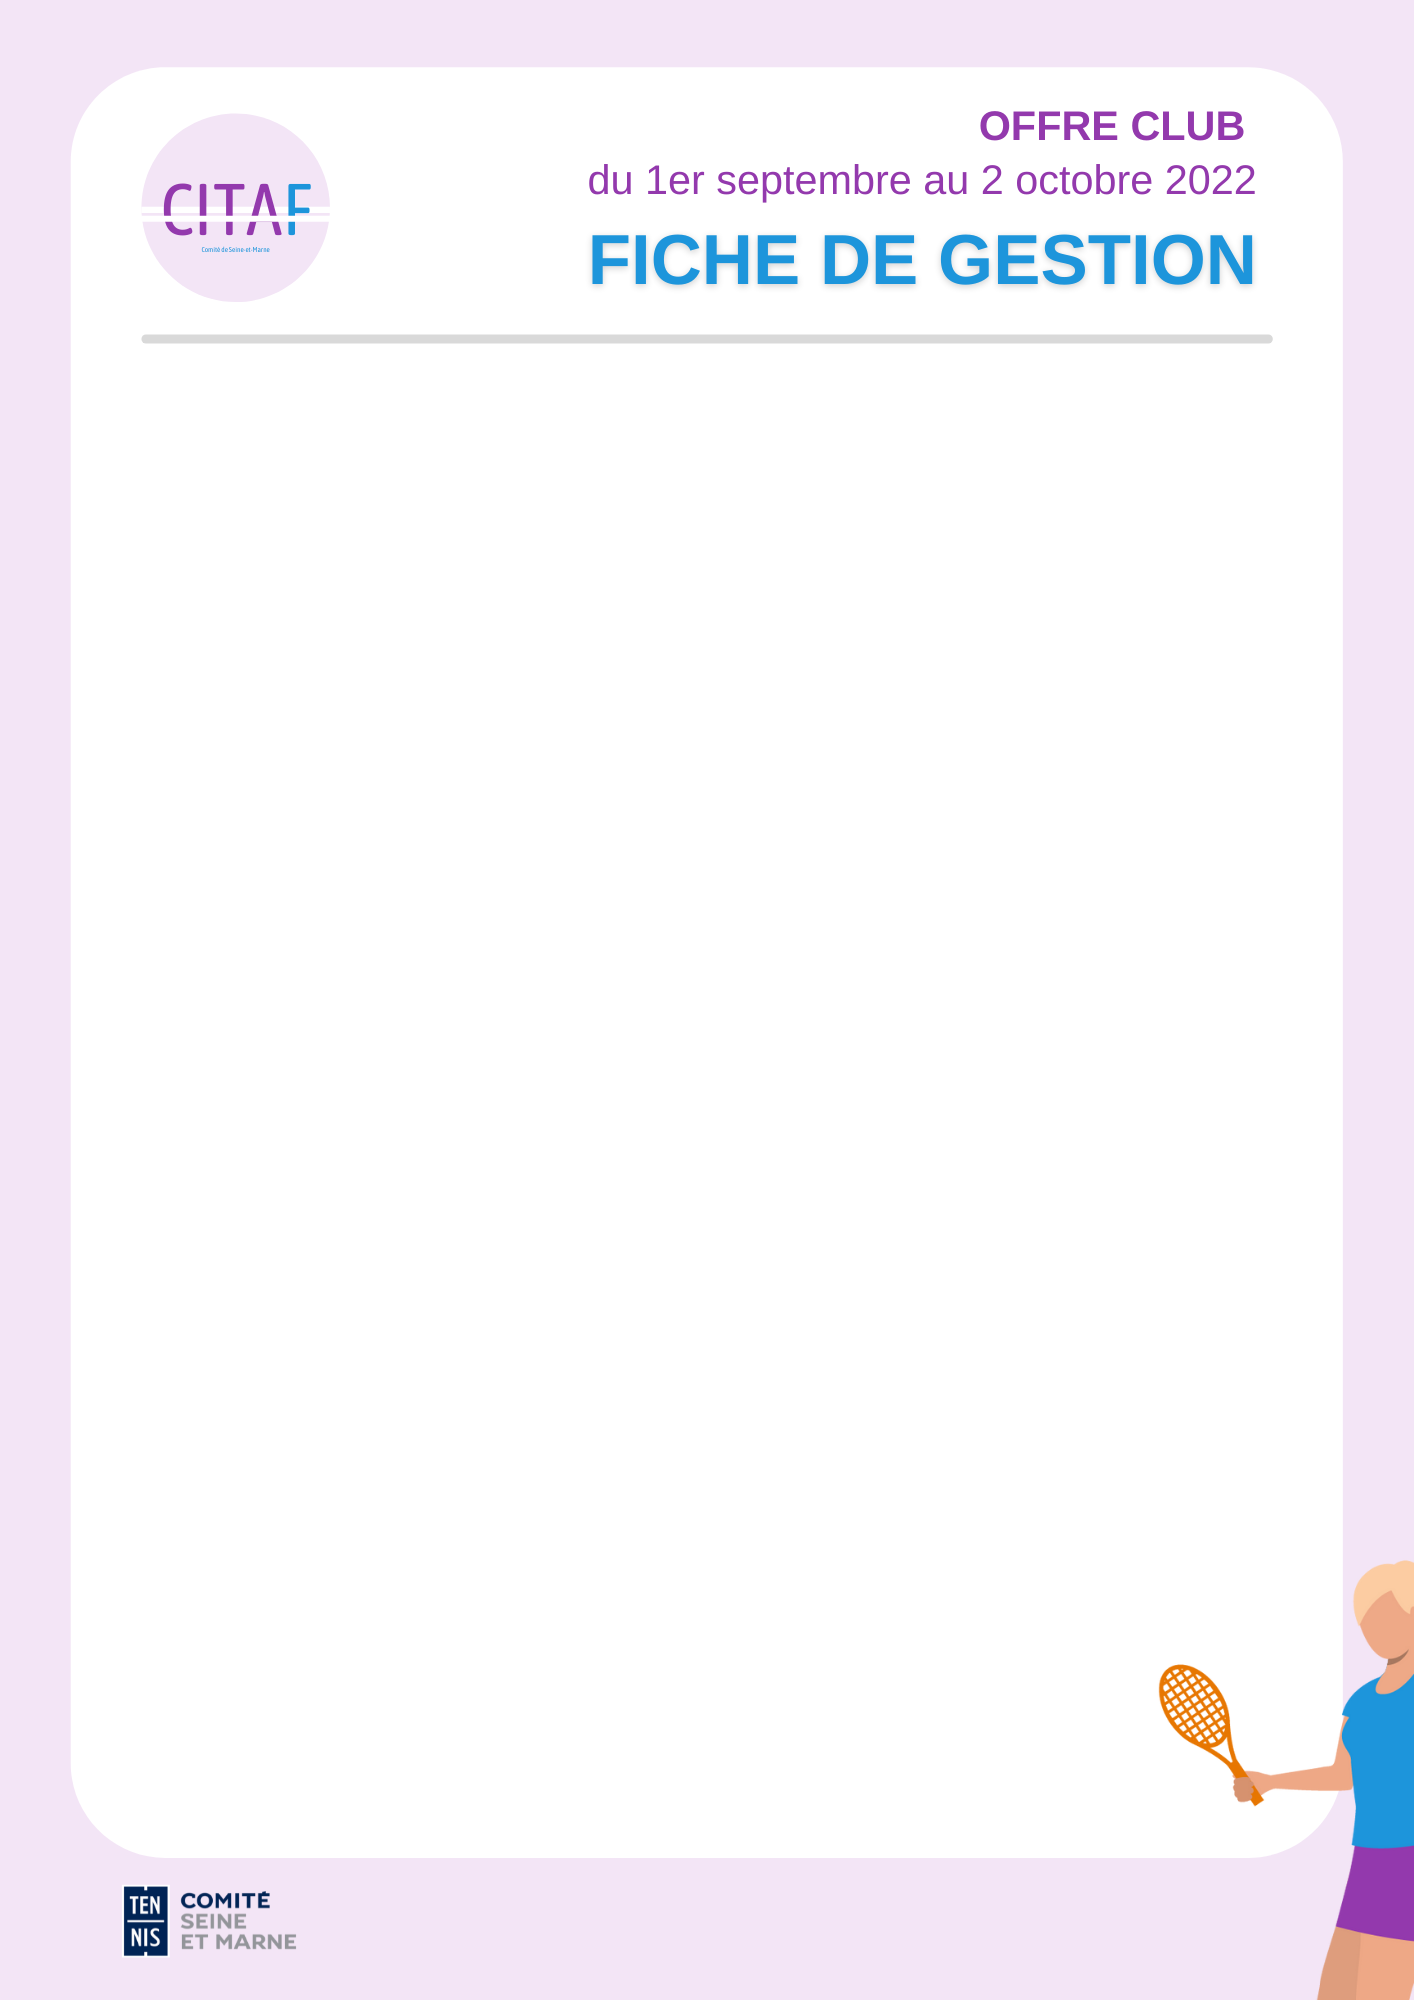 OFFRE CLUB
du 1er septembre au 2 octobre 2022
FICHE DE GESTION
CITAF
Comité de Seine-et-Marne
TEN
NIS
COMITÉ
SEINE
ET MARNE